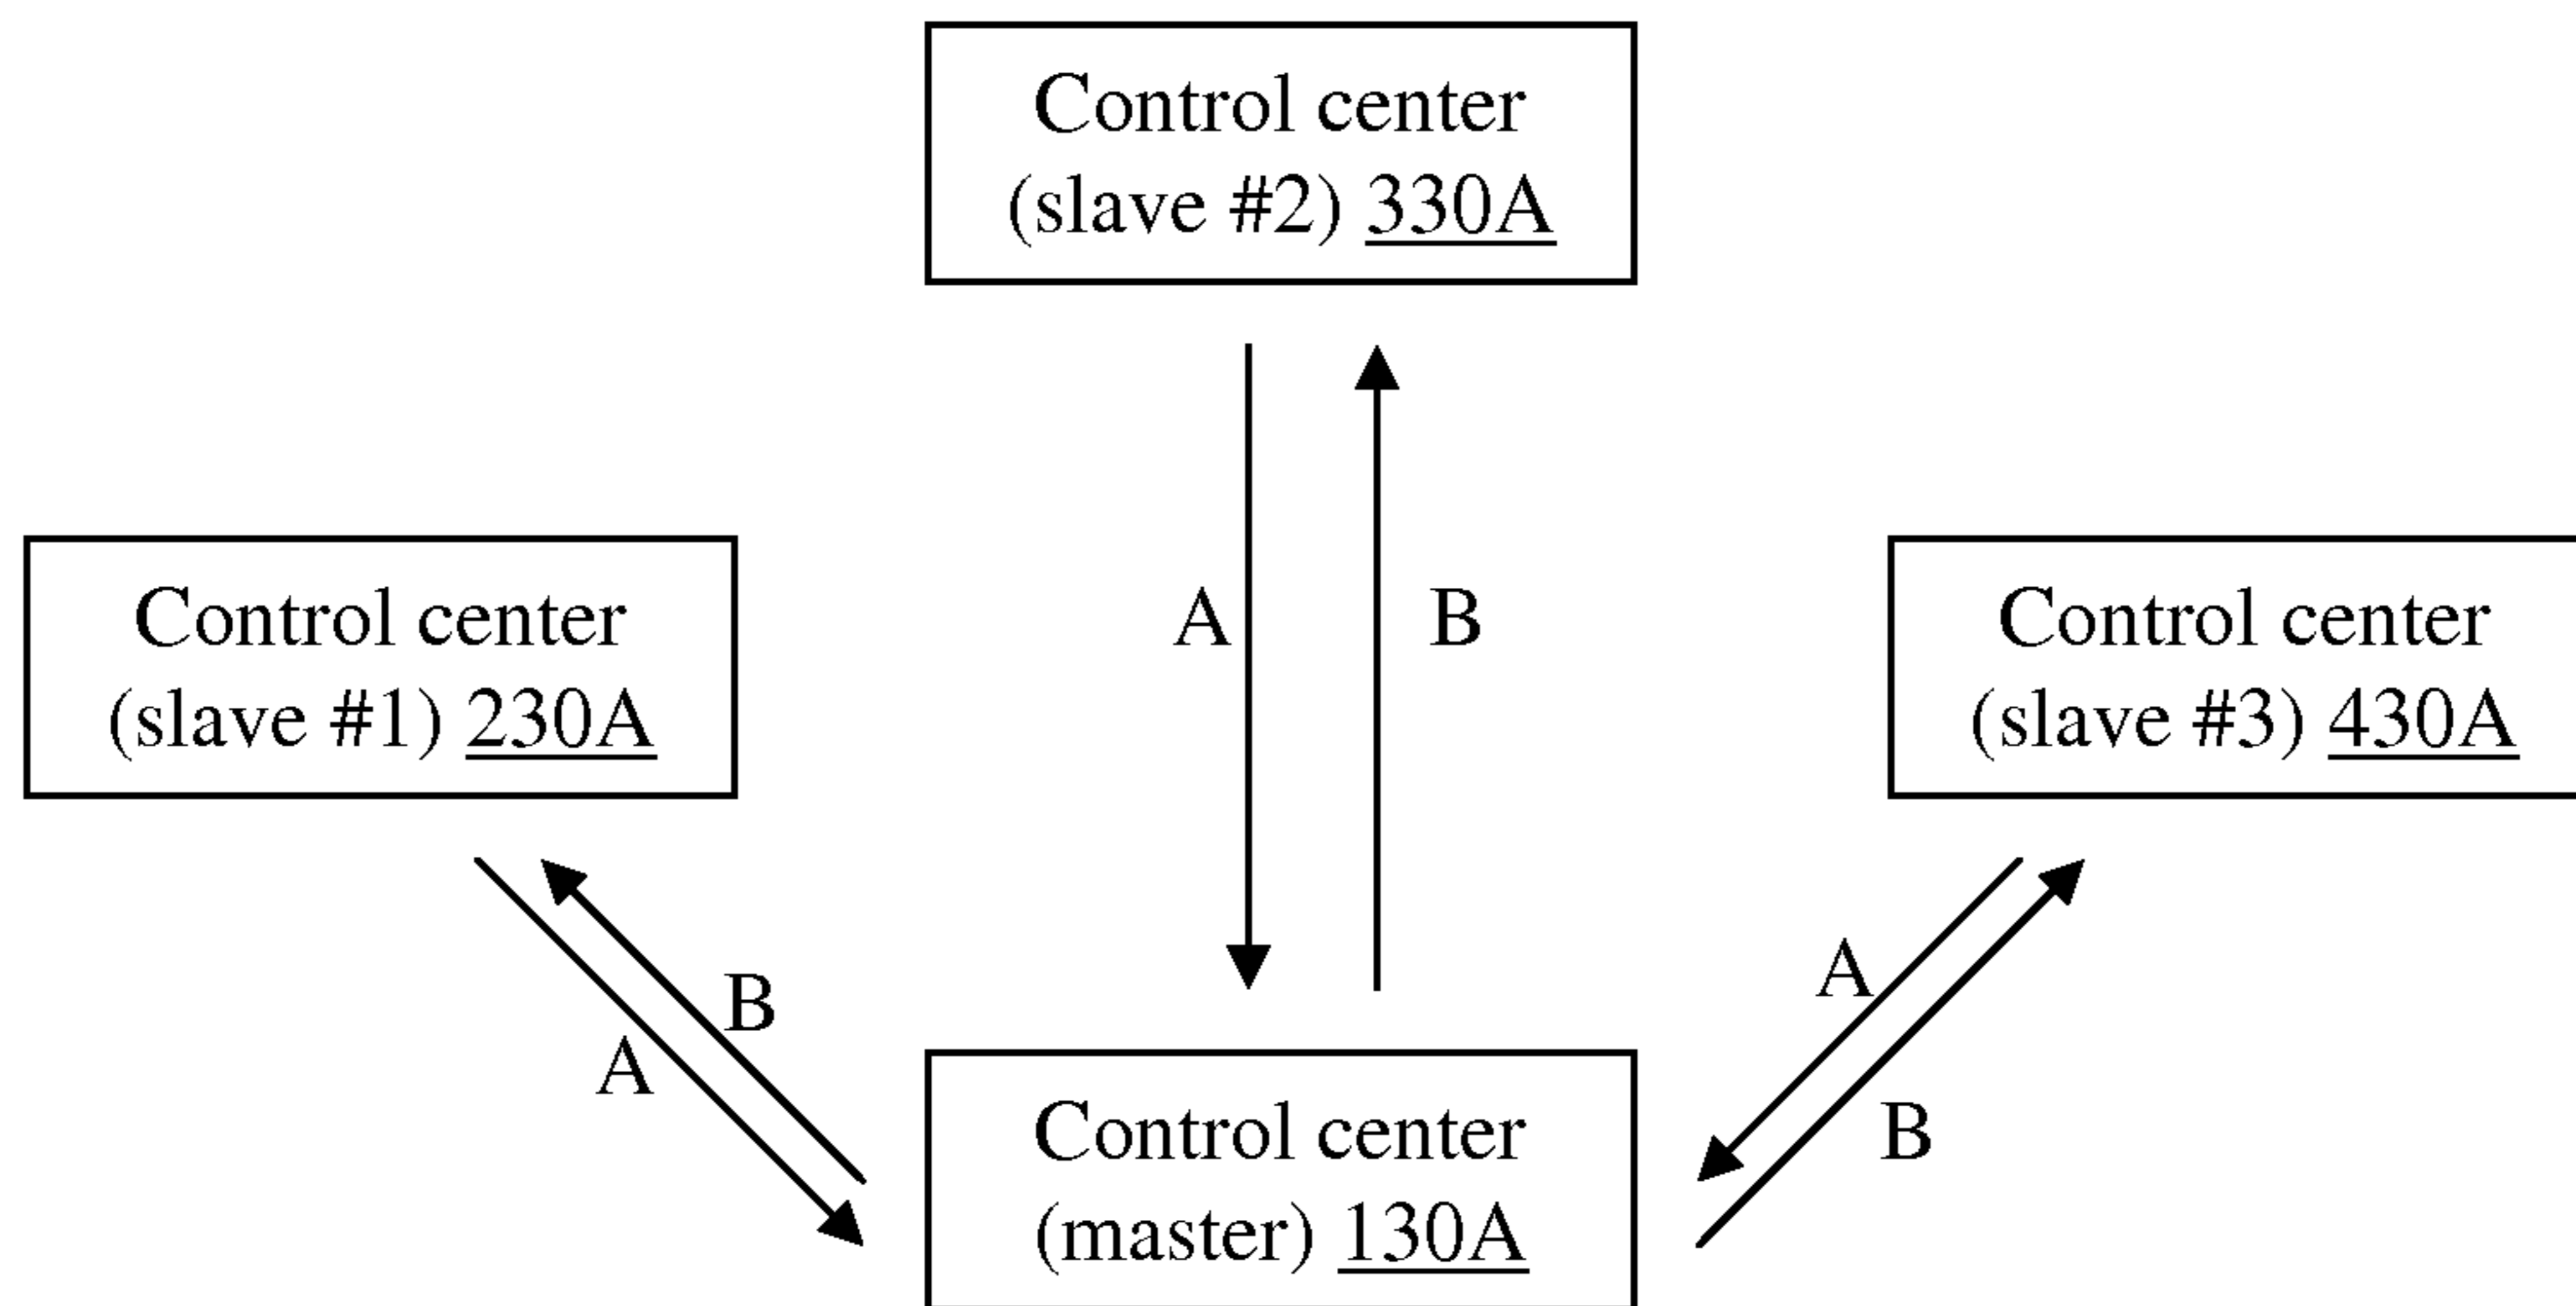 Control center
(slave #2) 330A
Control center
(slave #1) 230A
A
B
Control center
(slave #3) 430A
B
A
A
B
Control center
(master) 130A